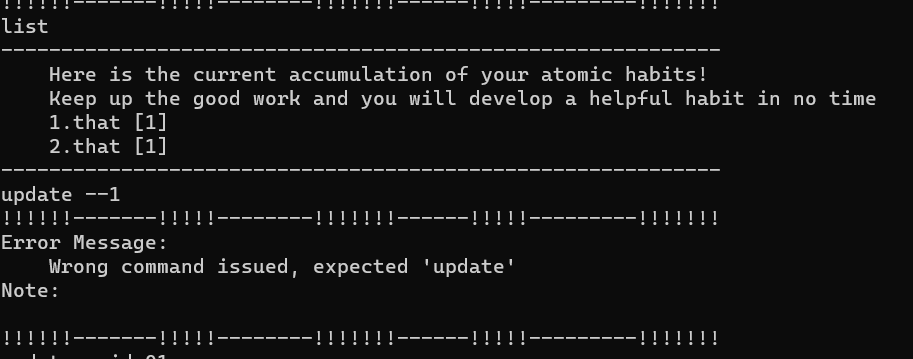 !!!!!!-------!!!!!--------!!!!!!!------!!!!!---------!!!!!!!
list
------------------------------------------------------------
    Here is the current accumulation of your atomic habits!
    Keep up the good work and you will develop a helpful habit in no time
    1.that [1]
    2.that [1]
------------------------------------------------------------
update --1
!!!!!!-------!!!!!--------!!!!!!!------!!!!!---------!!!!!!!
Error Message:
    Wrong command issued, expected 'update'
Note:

!!!!!!-------!!!!!--------!!!!!!!------!!!!!---------!!!!!!!